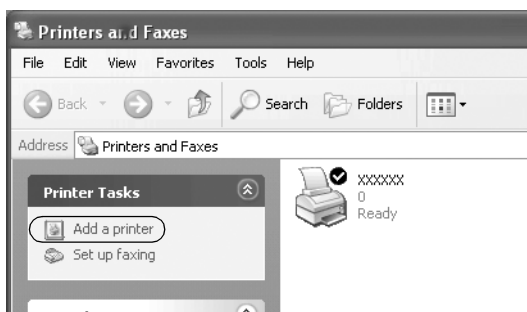 Printers and Faxes
File Edit View Favorites Tools Help
Back Search Folders
Address Printers and Faxes
Printer Tasks
Add a printer
Set up faxing
xxxxxx
0
Ready